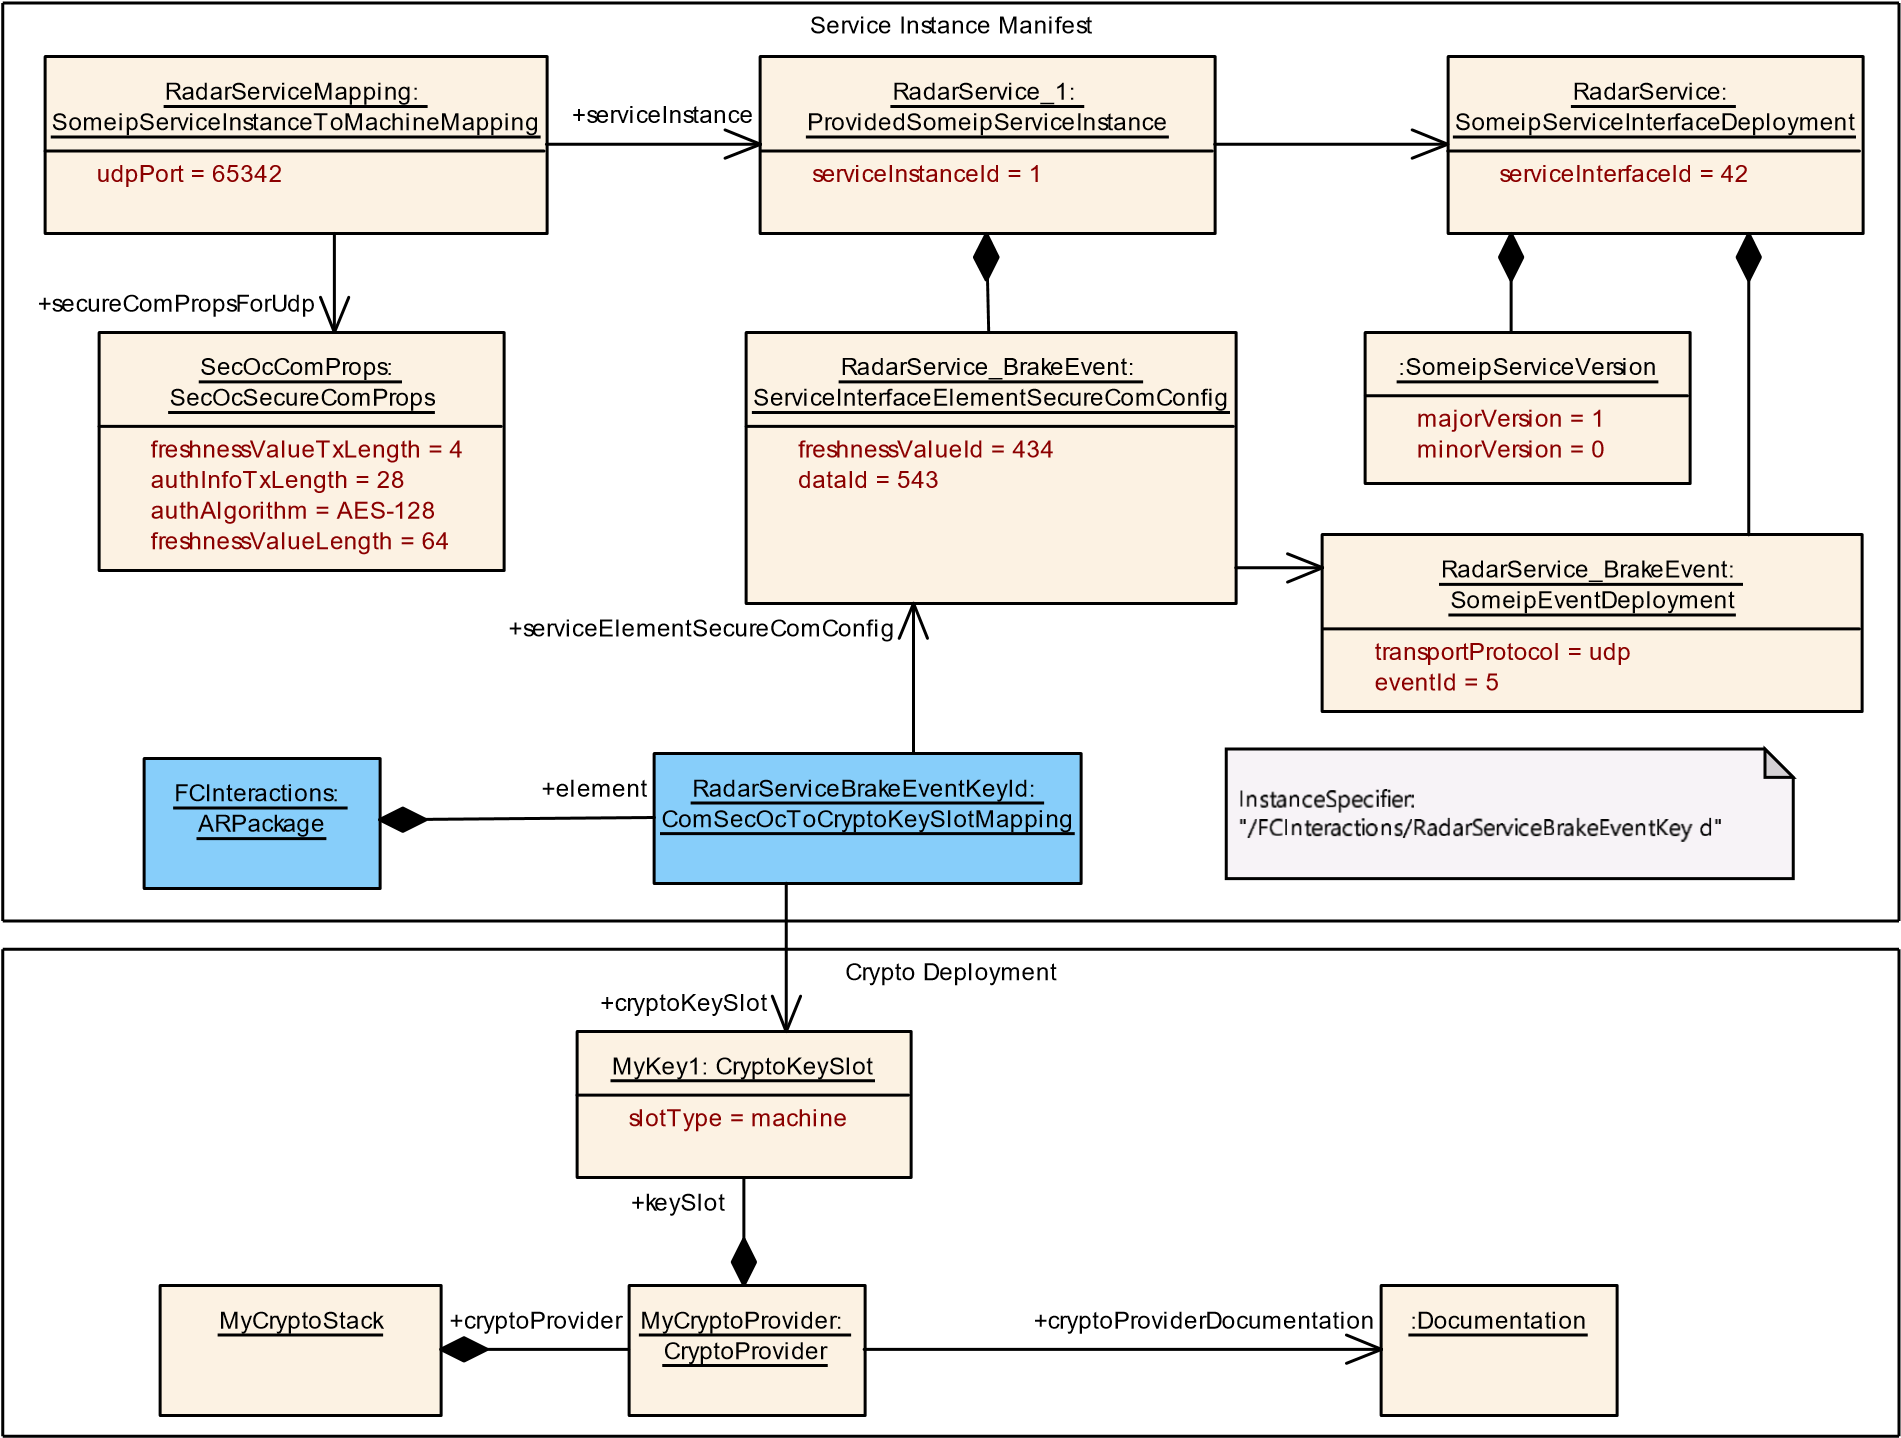 Service Instance Manifest
RadarServiceMapping:
SomeipServiceInstanceToMachineMapping
udpPort = 65342
+serviceInstance
RadarService_1:
ProvidedSomeipServiceInstance
serviceInstanceId = 1
RadarService:
SomeipServiceInterfaceDeployment
serviceInterfaceId = 42
+secureComPropsForUdp
SecOcComProps:
SecOcSecureComProps
freshnessValueTxLength = 4
authInfoTxLength = 28
authAlgorithm = AES-128
freshnessValueLength = 64
RadarService_BrakeEvent:
ServiceInterfaceElementSecureComConfig
freshnessValueId = 434
dataId = 543
:SomeipServiceVersion
majorVersion = 1
minorVersion = 0
RadarService_BrakeEvent:
SomeipEventDeployment
transportProtocol = udp
eventId = 5
+serviceElementSecureComConfig
FCInteractions:
ARPackage
+element
RadarServiceBrakeEventKeyId:
ComSecOcToCryptoKeySlotMapping
InstanceSpecifier:
"/FCInteractions/RadarServiceBrakeEventKey d"
Crypto Deployment
+cryptoKeySlot
MyKey1: CryptoKeySlot
slotType = machine
+keySlot
MyCryptoStack
+cryptoProvider
MyCryptoProvider:
CryptoProvider
+cryptoProviderDocumentation
:Documentation